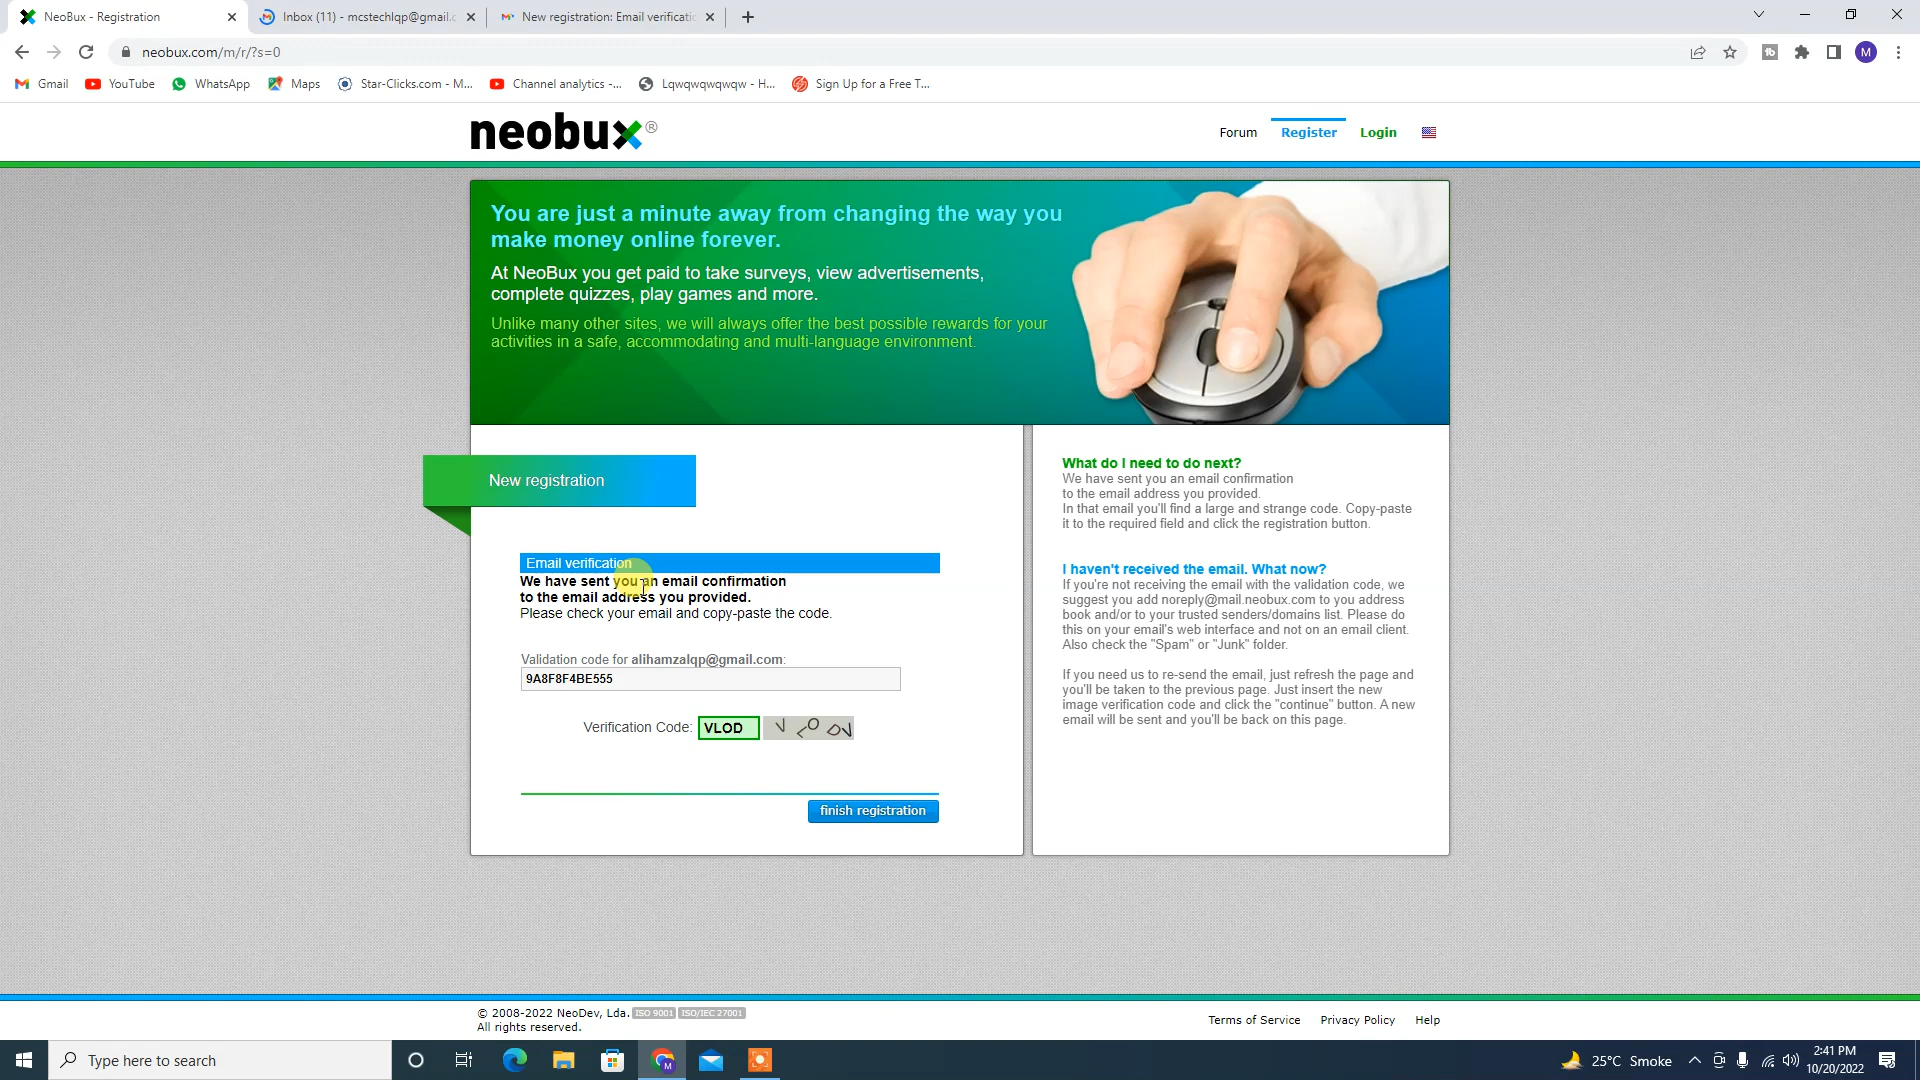 NeoBux - Registration
Inbox (11) - mcstechlqp@gmail.c
New registration: Email verificatio
neobux.com/m/r/?s=0
M
Gmail
YouTube
WhatsApp
Maps
Star-Clicks.com - M...
Channel analytics -...
Lqwqwqwqwqw - H...
Sign Up for a Free T...
neobux®
Forum
Register
Login
You are just a minute away from changing the way you
make money online forever.
At NeoBux you get paid to take surveys, view advertisements,
complete quizzes, play games and more.
Unlike many other sites, we will always offer the best possible rewards for your
activities in a safe, accommodating and multi-language environment.
New registration
Email verification
We have sent you an email confirmation
to the email address you provided.
Please check your email and copy-paste the code.
Validation code for alihamzalqp@gmail.com:
9A8F8F4BE555
Verification Code: VLOD
finish registration
What do I need to do next?
We have sent you an email confirmation
to the email address you provided.
In that email you'll find a large and strange code. Copy-paste
it to the required field and click the registration button.
I haven't received the email. What now?
If you're not receiving the email with the validation code, we
suggest you add noreply@mail.neobux.com to you address
book and/or to your trusted senders/domains list. Please do
this on your email's web interface and not on an email client.
Also check the "Spam" or "Junk" folder.
If you need us to re-send the email, just refresh the page and
you'll be taken to the previous page. Just insert the new
image verification code and click the "continue" button. A new
email will be sent and you'll be back on this page.
© 2008-2022 NeoDev, Lda. ISO 9001 ISO/IEC 27001
All rights reserved.
Terms of Service
Privacy Policy
Help
Type here to search
M
25°C Smoke
2:41 PM
10/20/2022